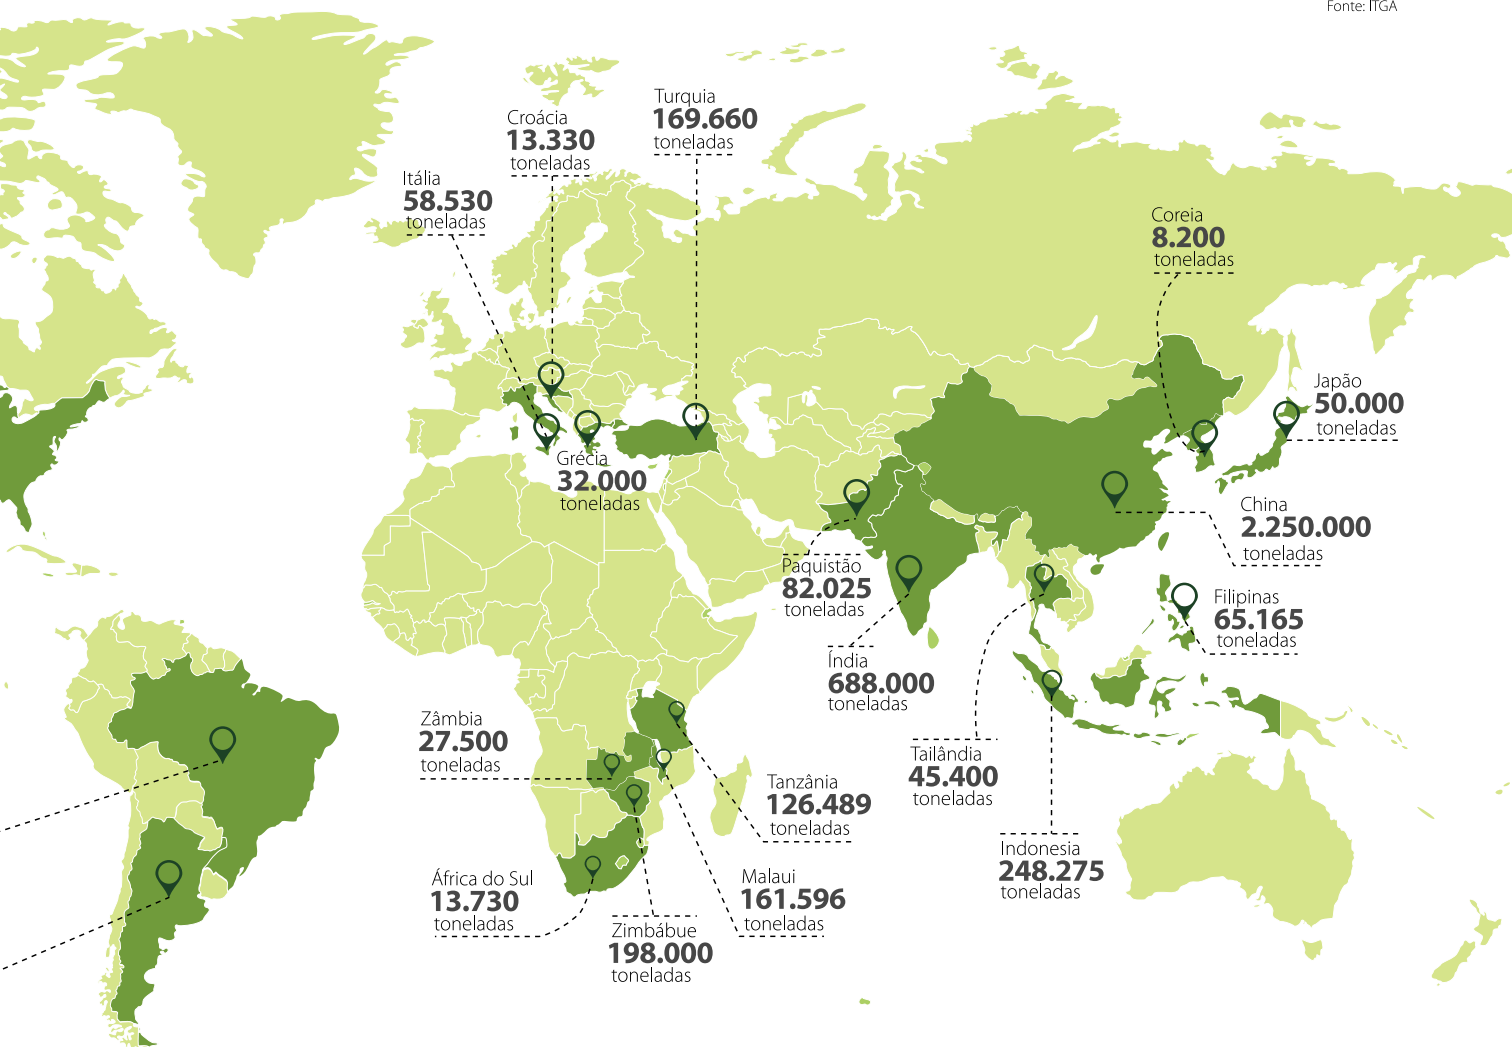 Fonte: ITGA
Turquia
169.660
toneladas
Croácia
13.330
toneladas
Itália
58.530
toneladas
Coreia
8.200
toneladas
Japão
50.000
toneladas
Grécia
32.000
toneladas
China
2.250.000
toneladas
Paquistão
82.025
toneladas
Filipinas
65.165
toneladas
Índia
688.000
toneladas
Zâmbia
27.500
toneladas
Tailândia
45.400
toneladas
Tanzânia
126.489
toneladas
Indonesia
248.275
toneladas
África do Sul
13.730
toneladas
Malaui
161.596
toneladas
Zimbábue
198.000
toneladas